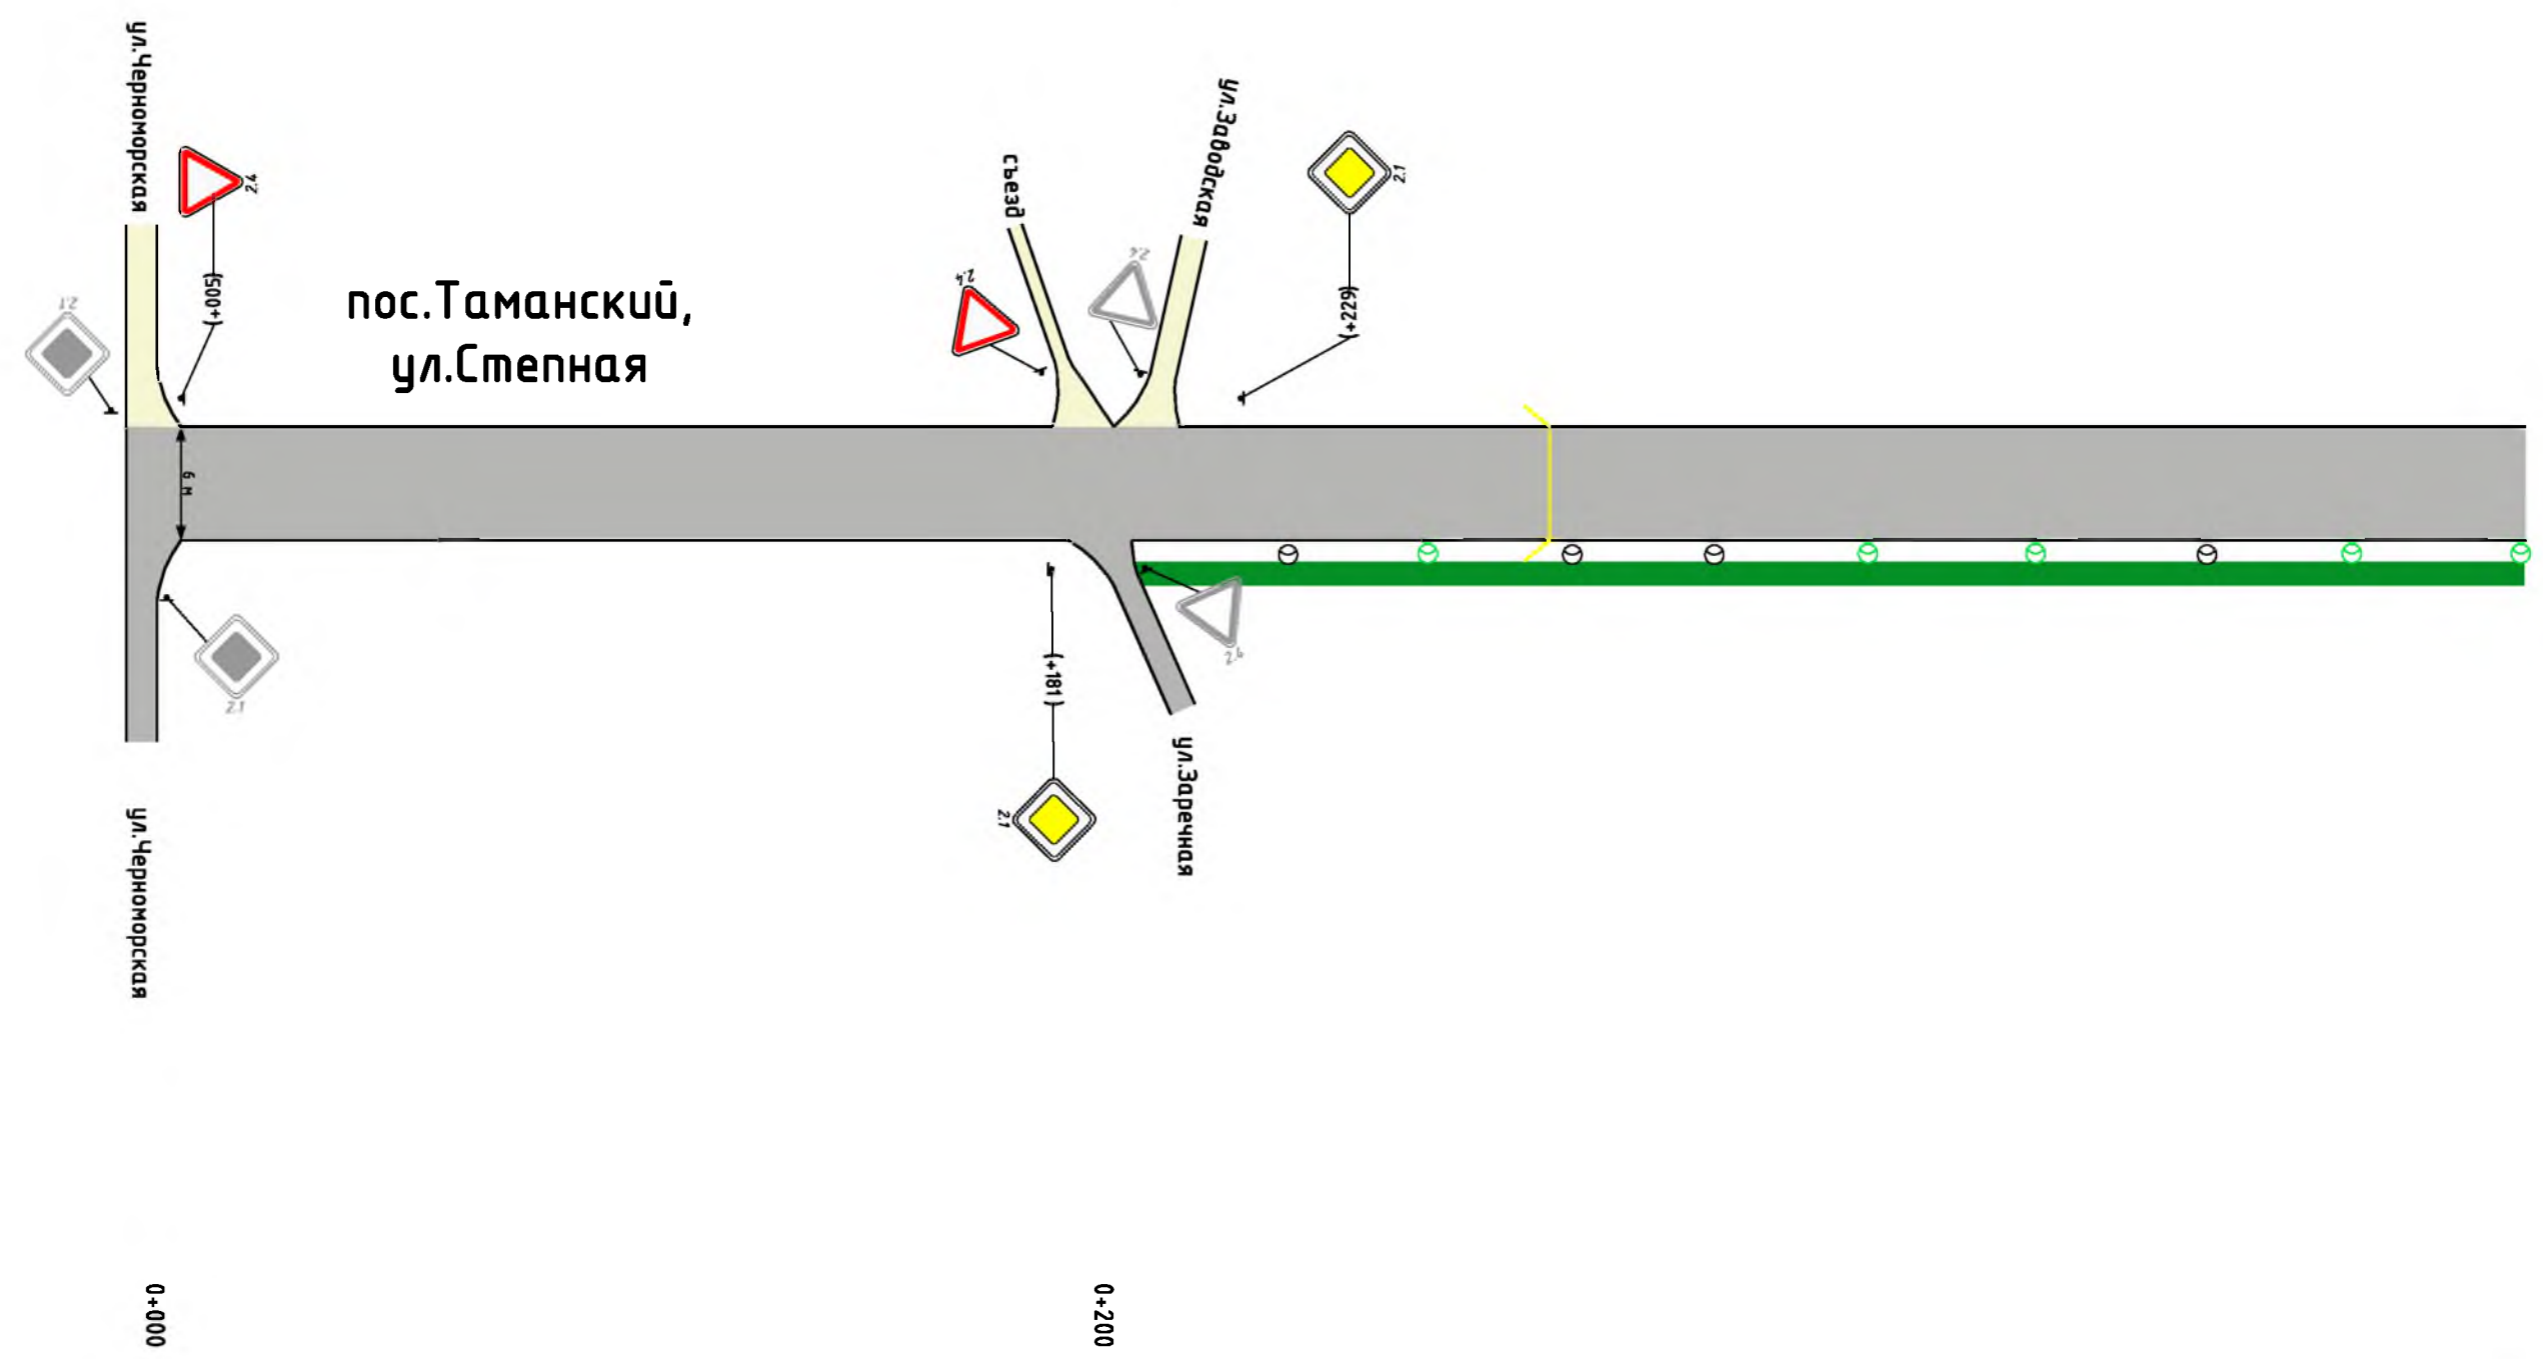 ул.Черноморская
2.4
(+005)
2.1
пос.Таманский,
ул.Степная
съезд
2.4
2.4
ул.Заводская
2.1
(+229)
6 м
2.1
(+181)
2.1
2.4
ул.Заречная
ул.Черноморская
0+000
0+200